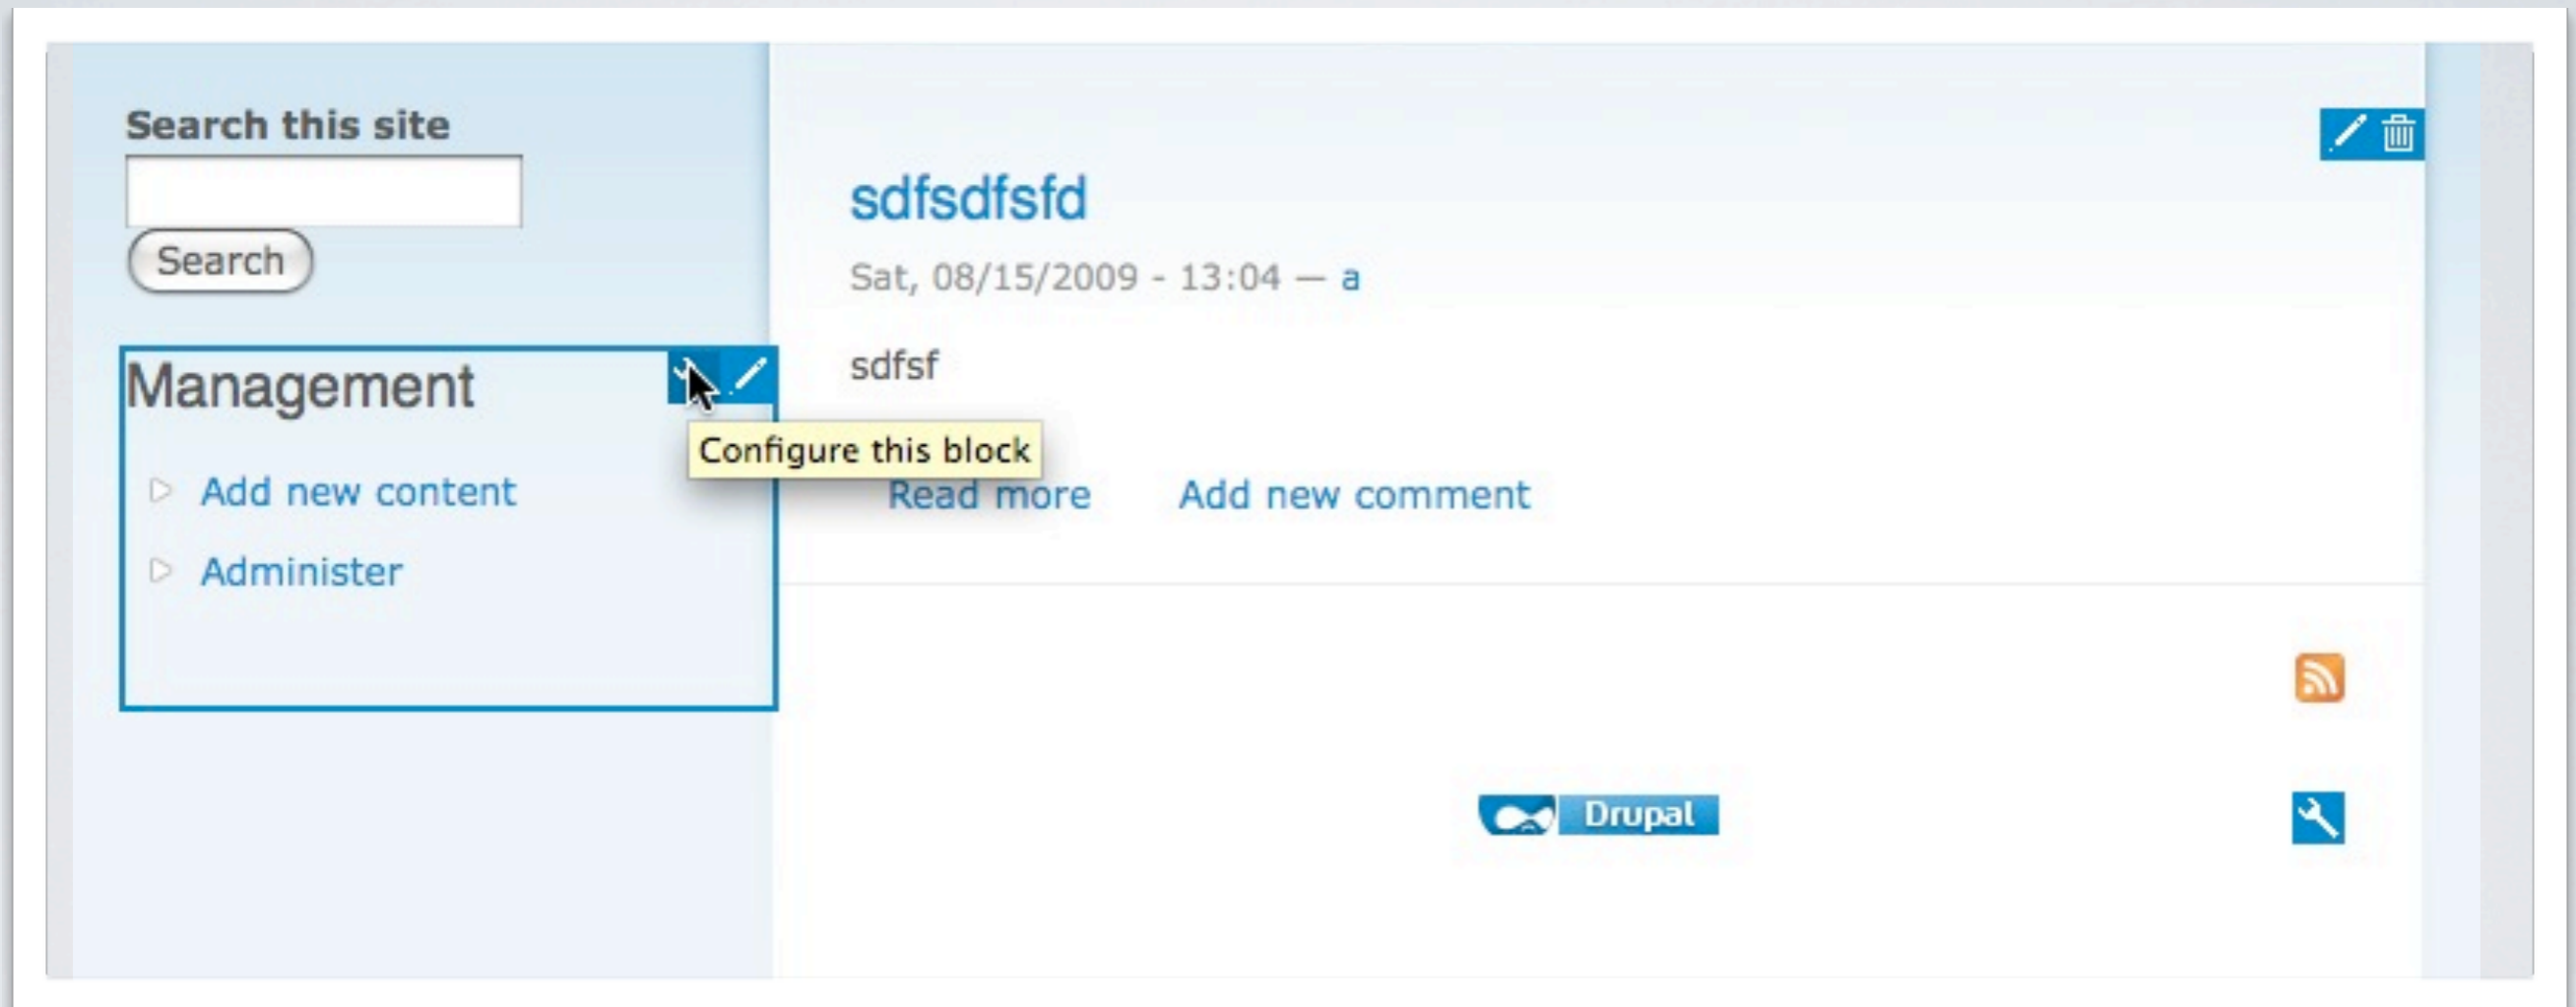 Search this site
Search
Management
Configure this block
Add new content
Administer
sdfsdfsfd
Sat, 08/15/2009 - 13:04 — a
sdfsf
Read more Add new comment
Drupal